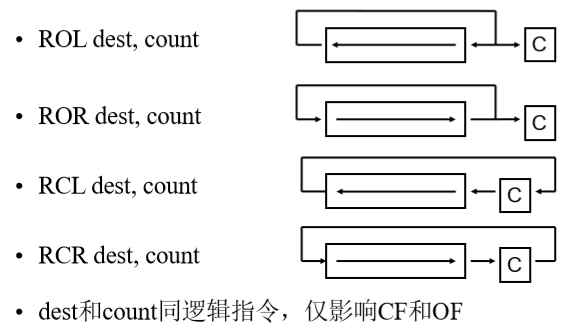 • ROL dest, count C
• ROR dest, count C
• RCL dest, count C
• RCR dest, count C
• dest和count同逻辑指令，仅影响CF和OF